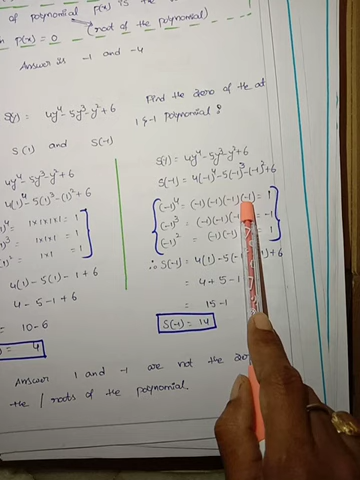 of polynomial P(x) is the
P(x) = 0 (root of the polynomial)
Answer is -1 and -4
S(y) = 4y⁴ - 5y³ - y² + 6
S(1) and S(-1)
4y⁴ - 5y³ - y² + 6
4(1)⁴ - 5(1)³ - (1)² + 6
1×1×1×1 = 1
1×1×1 = 1
1×1 = 1
4(1) - 5(1) - 1 + 6
4 - 5 - 1 + 6
= 10 - 6
= 4
Find the zero of the at
1 & -1 polynomial ?
S(y) = 4y⁴ - 5y³ - y² + 6
S(-1) = 4(-1)⁴ - 5(-1)³ - (-1)² + 6
(-1)⁴ = (-1) (-1) (-1) (-1) = 1
(-1)³ = (-1) (-1) (-1) = -1
(-1)² = (-1) (-1) = 1
∴ S(-1) = 4(1) - 5(-1 1) + 6
= 4 + 5 - 1
= 15 - 1
S(-1) = 14
Answer 1 and -1 are not the
the / roots of the polynomial